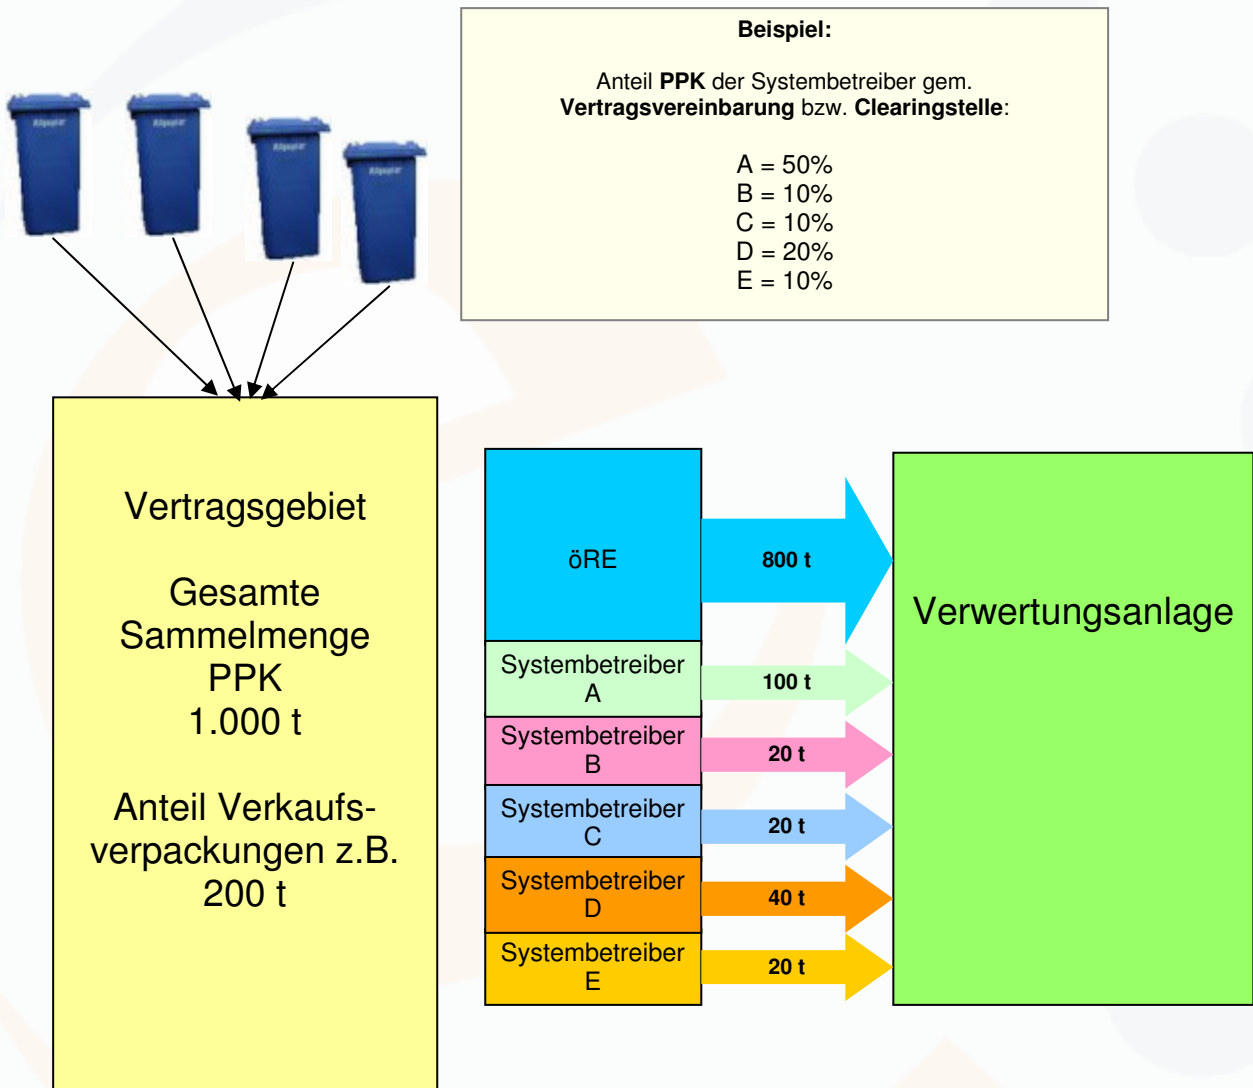 Beispiel:
Anteil PPK der Systembetreiber gem.
Vertragsvereinbarung bzw. Clearingstelle:
A = 50%
B = 10%
C = 10%
D = 20%
E = 10%
Vertragsgebiet
Gesamte
Sammelmenge
PPK
1.000 t
Anteil Verkaufs-
verpackungen z.B.
200 t
öRE
800 t
Systembetreiber
A
100 t
Systembetreiber
B
20 t
Systembetreiber
C
20 t
Systembetreiber
D
40 t
Systembetreiber
E
20 t
Verwertungsanlage